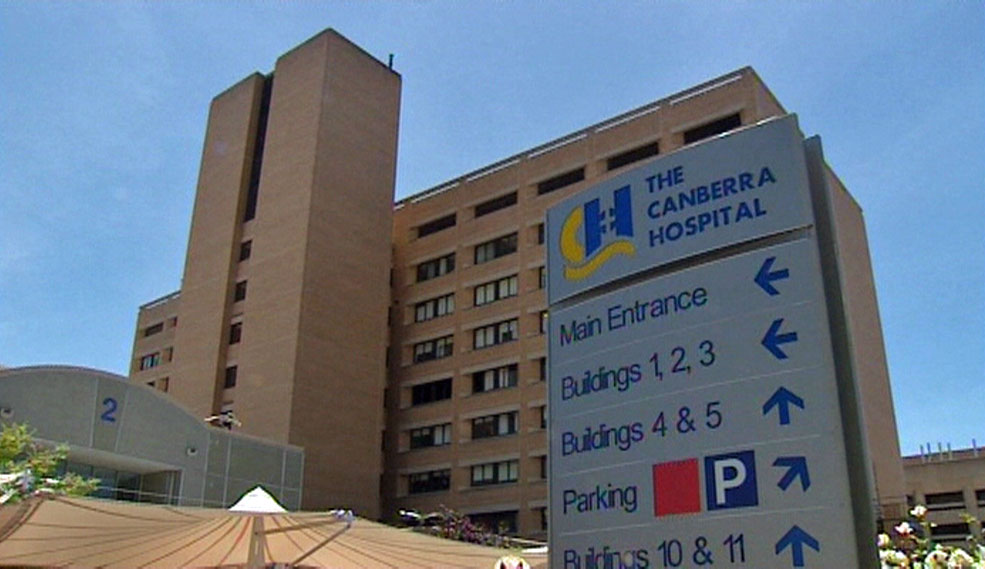 THE
CANBERRA
HOSPITAL
Main Entrance
Buildings 1, 2, 3
Buildings 4 & 5
Parking P
Buildings 10 & 11
2